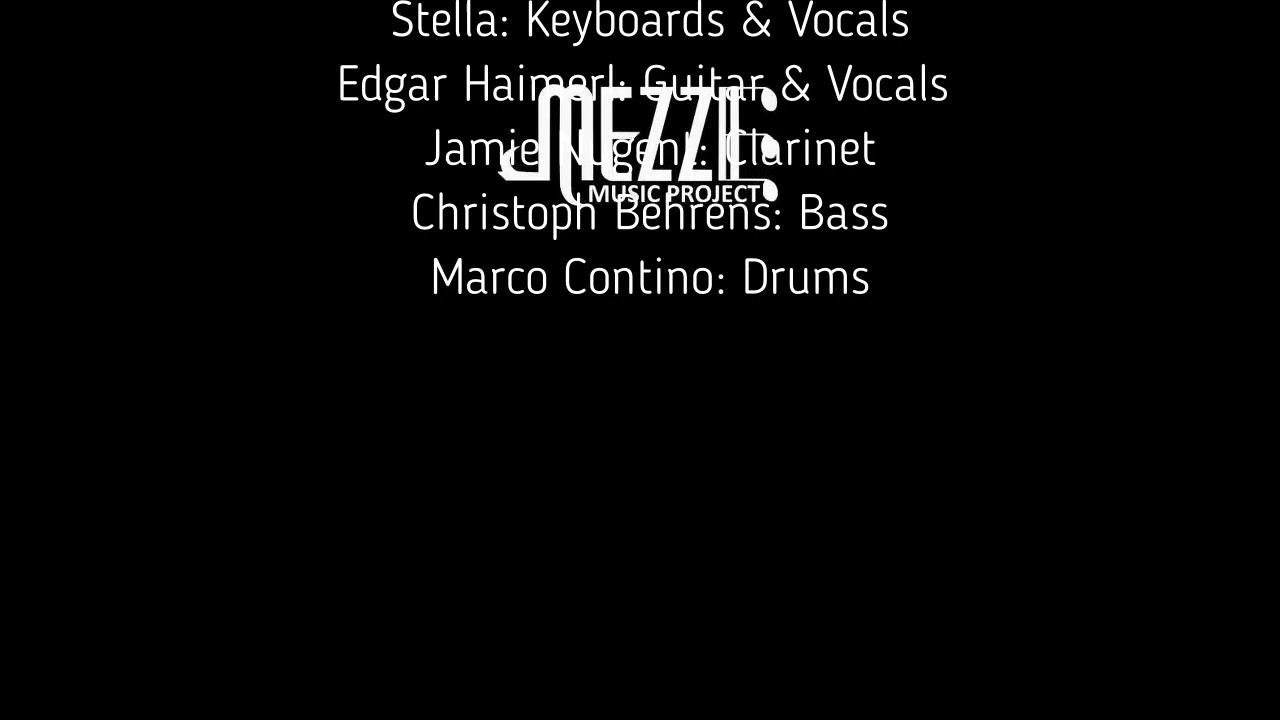 Stella: Keyboards & Vocals
Edgar Haimerl: Guitar & Vocals
Jamie Nugent: Clarinet
MUSIC PROJECT
Christoph Behrens: Bass
Marco Contino: Drums